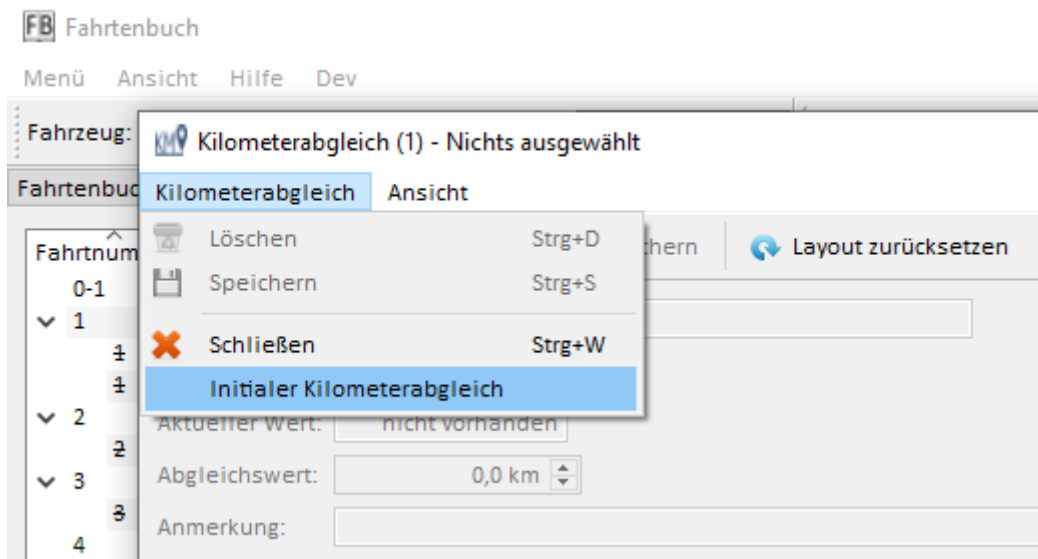 FB Fahrtenbuch
Menü Ansicht Hilfe Dev
Fahrzeug:
KM Kilometerabgleich (1) - Nichts ausgewählt
Fahrtenbuc
Kilometerabgleich Ansicht
Löschen Strg+D
chern Layout zurücksetzen
Fahrtnum
Speichern Strg+S
0-1
1
Schließen Strg+W
1
Initialer Kilometerabgleich
1
2
Aktueller Wert: nicht vorhanden
2
3
Abgleichswert: 0,0 km
3
Anmerkung:
4